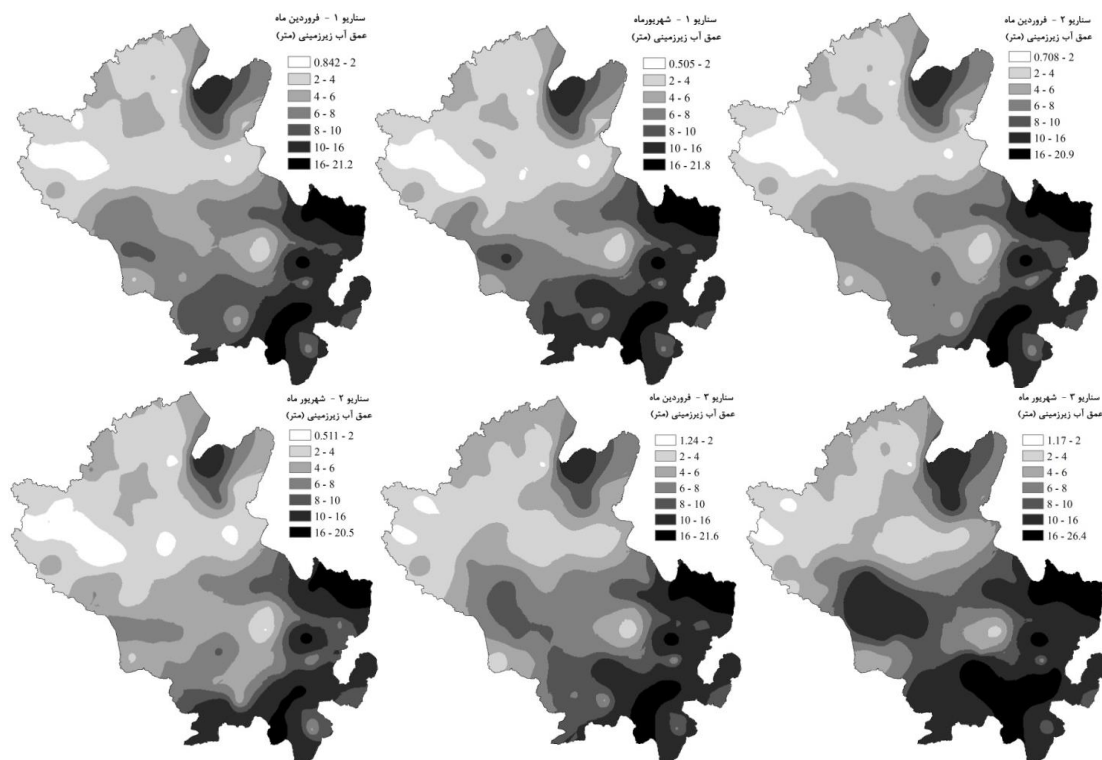 سناریو ۱ - فروردین ماه
عمق آب زیرزمینی (متر)
0.842 - 2
2 - 4
4 - 6
6 - 8
8 - 10
10- 16
16- 21.2
سناریو ۱ - شهریورماه
عمق آب زیرزمینی (متر)
0.505 - 2
2 - 4
4 - 6
6 - 8
8 - 10
10 - 16
16 - 21.8
سناریو ۲ - فروردین ماه
عمق آب زیرزمینی (متر)
0.708 - 2
2 - 4
4 - 6
6 - 8
8 - 10
10 - 16
16 - 20.9
سناریو ۲ - شهریور ماه
عمق آب زیرزمینی (متر)
0.511 - 2
2 - 4
4 - 6
6 - 8
8 - 10
10 - 16
16 - 20.5
سناریو ۳ - فروردین ماه
عمق آب زیرزمینی (متر)
1.24 - 2
2 - 4
4 - 6
6 - 8
8 - 10
10 - 16
16 - 21.6
سناریو ۳ - شهریور ماه
عمق آب زیرزمینی (متر)
1.17 - 2
2 - 4
4 - 6
6 - 8
8 - 10
10 - 16
16 - 26.4